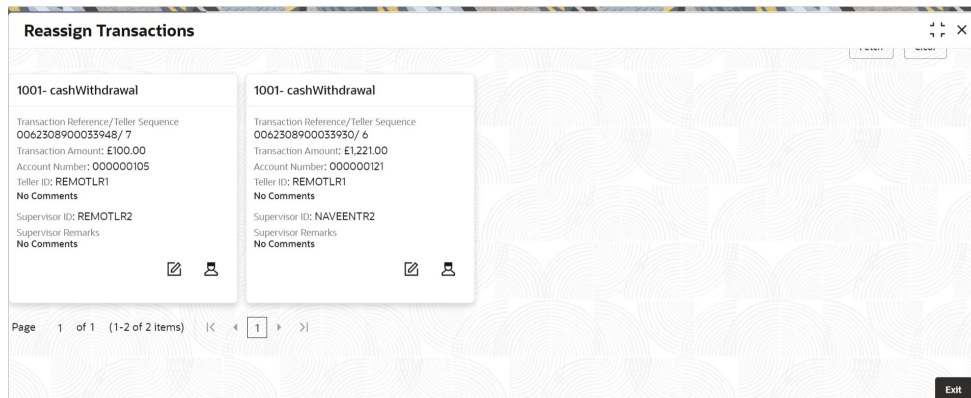 Reassign Transactions
Fetch Clear
1001- cashWithdrawal
Transaction Reference/Teller Sequence
0062308900033948/ 7
Transaction Amount: £100.00
Account Number: 000000105
Teller ID: REMOTLR1
No Comments
Supervisor ID: REMOTLR2
Supervisor Remarks
No Comments
1001- cashWithdrawal
Transaction Reference/Teller Sequence
0062308900033930/ 6
Transaction Amount: £1,221.00
Account Number: 000000121
Teller ID: REMOTLR1
No Comments
Supervisor ID: NAVEENTR2
Supervisor Remarks
No Comments
Page 1 of 1 (1-2 of 2 items) 1
Exit